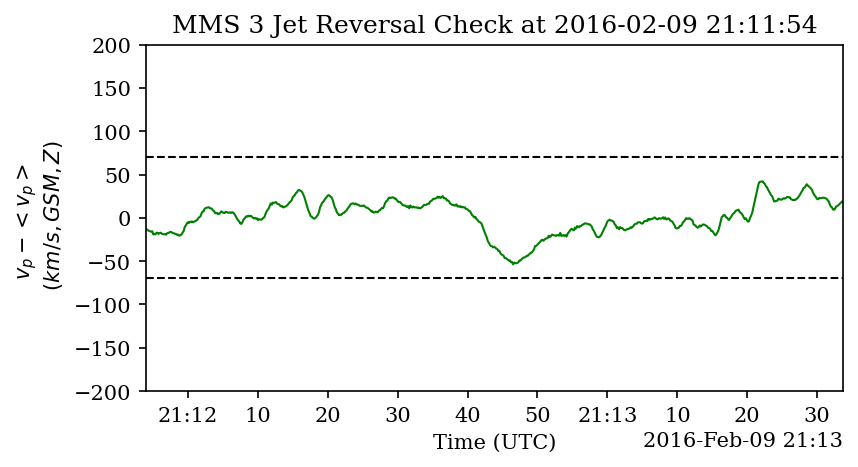 MMS 3 Jet Reversal Check at 2016-02-09 21:11:54
200
150
100
50
0
−50
−100
−150
−200
v_p − < v_p >
(km/s, GSM, Z)
21:12 10 20 30 40 50 21:13 10 20 30
Time (UTC)
2016-Feb-09 21:13